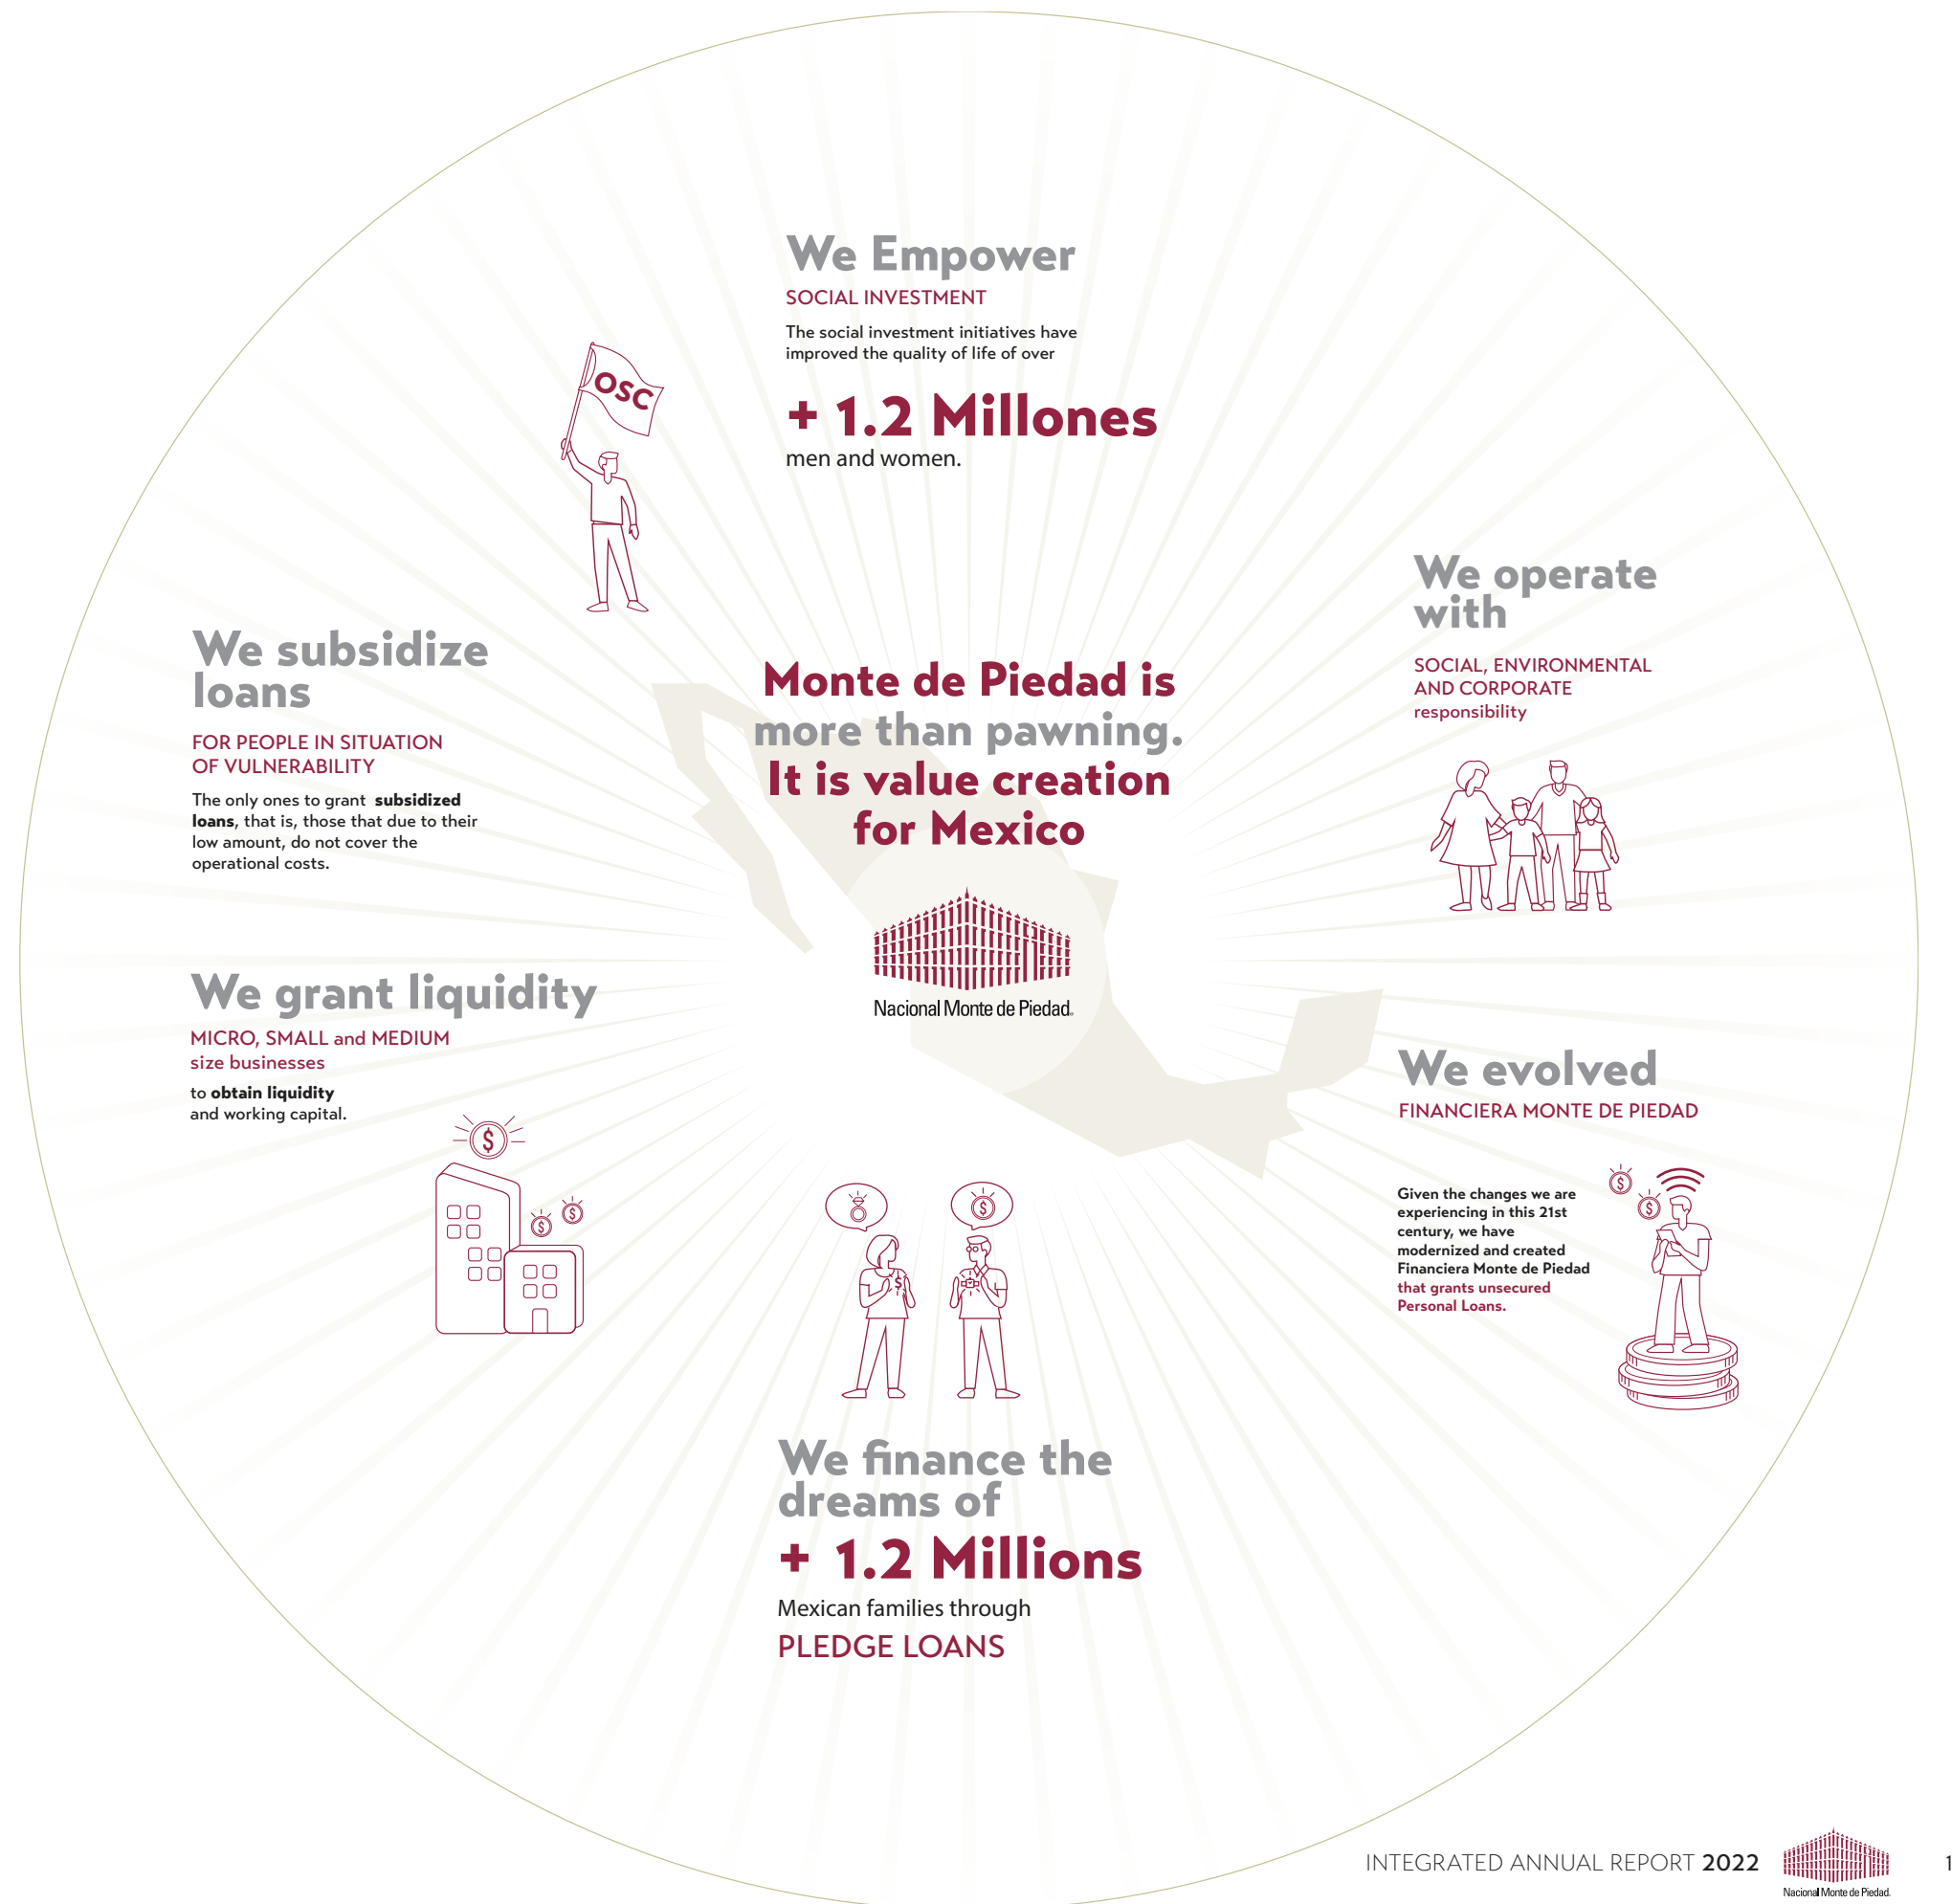 We Empower
SOCIAL INVESTMENT
The social investment initiatives have
improved the quality of life of over
+ 1.2 Millones
men and women.
OSC
We operate
with
SOCIAL, ENVIRONMENTAL
AND CORPORATE
responsibility
We subsidize
loans
FOR PEOPLE IN SITUATION
OF VULNERABILITY
The only ones to grant subsidized
loans, that is, those that due to their
low amount, do not cover the
operational costs.
Monte de Piedad is
more than pawning.
It is value creation
for Mexico
Nacional Monte de Piedad®
We grant liquidity
MICRO, SMALL and MEDIUM
size businesses
to obtain liquidity
and working capital.
$
$
$
We evolved
FINANCIERA MONTE DE PIEDAD
Given the changes we are
experiencing in this 21st
century, we have
modernized and created
Financiera Monte de Piedad
that grants unsecured
Personal Loans.
$
$
$
$
We finance the
dreams of
+ 1.2 Millions
Mexican families through
PLEDGE LOANS
INTEGRATED ANNUAL REPORT 2022
Nacional Monte de Piedad.
1